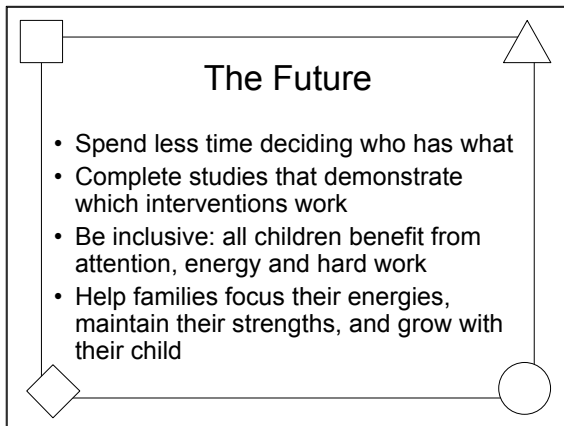 The Future
• Spend less time deciding who has what
• Complete studies that demonstrate
which interventions work
• Be inclusive: all children benefit from
attention, energy and hard work
• Help families focus their energies,
maintain their strengths, and grow with
their child